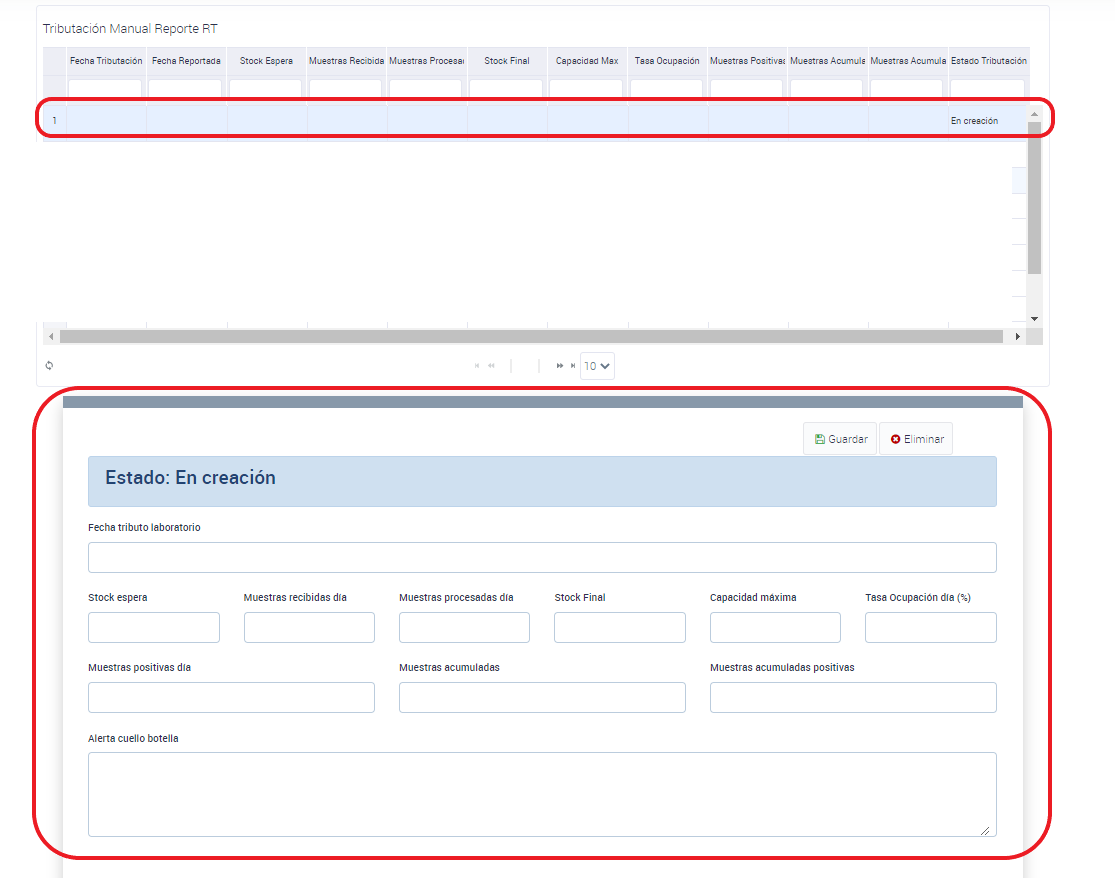 Tributación Manual Reporte RT
Fecha Tributación Fecha Reportada Stock Espera Muestras Recibida Muestras Procesa Stock Final Capacidad Max Tasa Ocupación Muestras Positivas Muestras Acumula Muestras Acumula Estado Tributación
1 En creación
10
Guardar Eliminar
Estado: En creación
Fecha tributo laboratorio
Stock espera Muestras recibidas día Muestras procesadas día Stock Final Capacidad máxima Tasa Ocupación día (%)
Muestras positivas día Muestras acumuladas Muestras acumuladas positivas
Alerta cuello botella